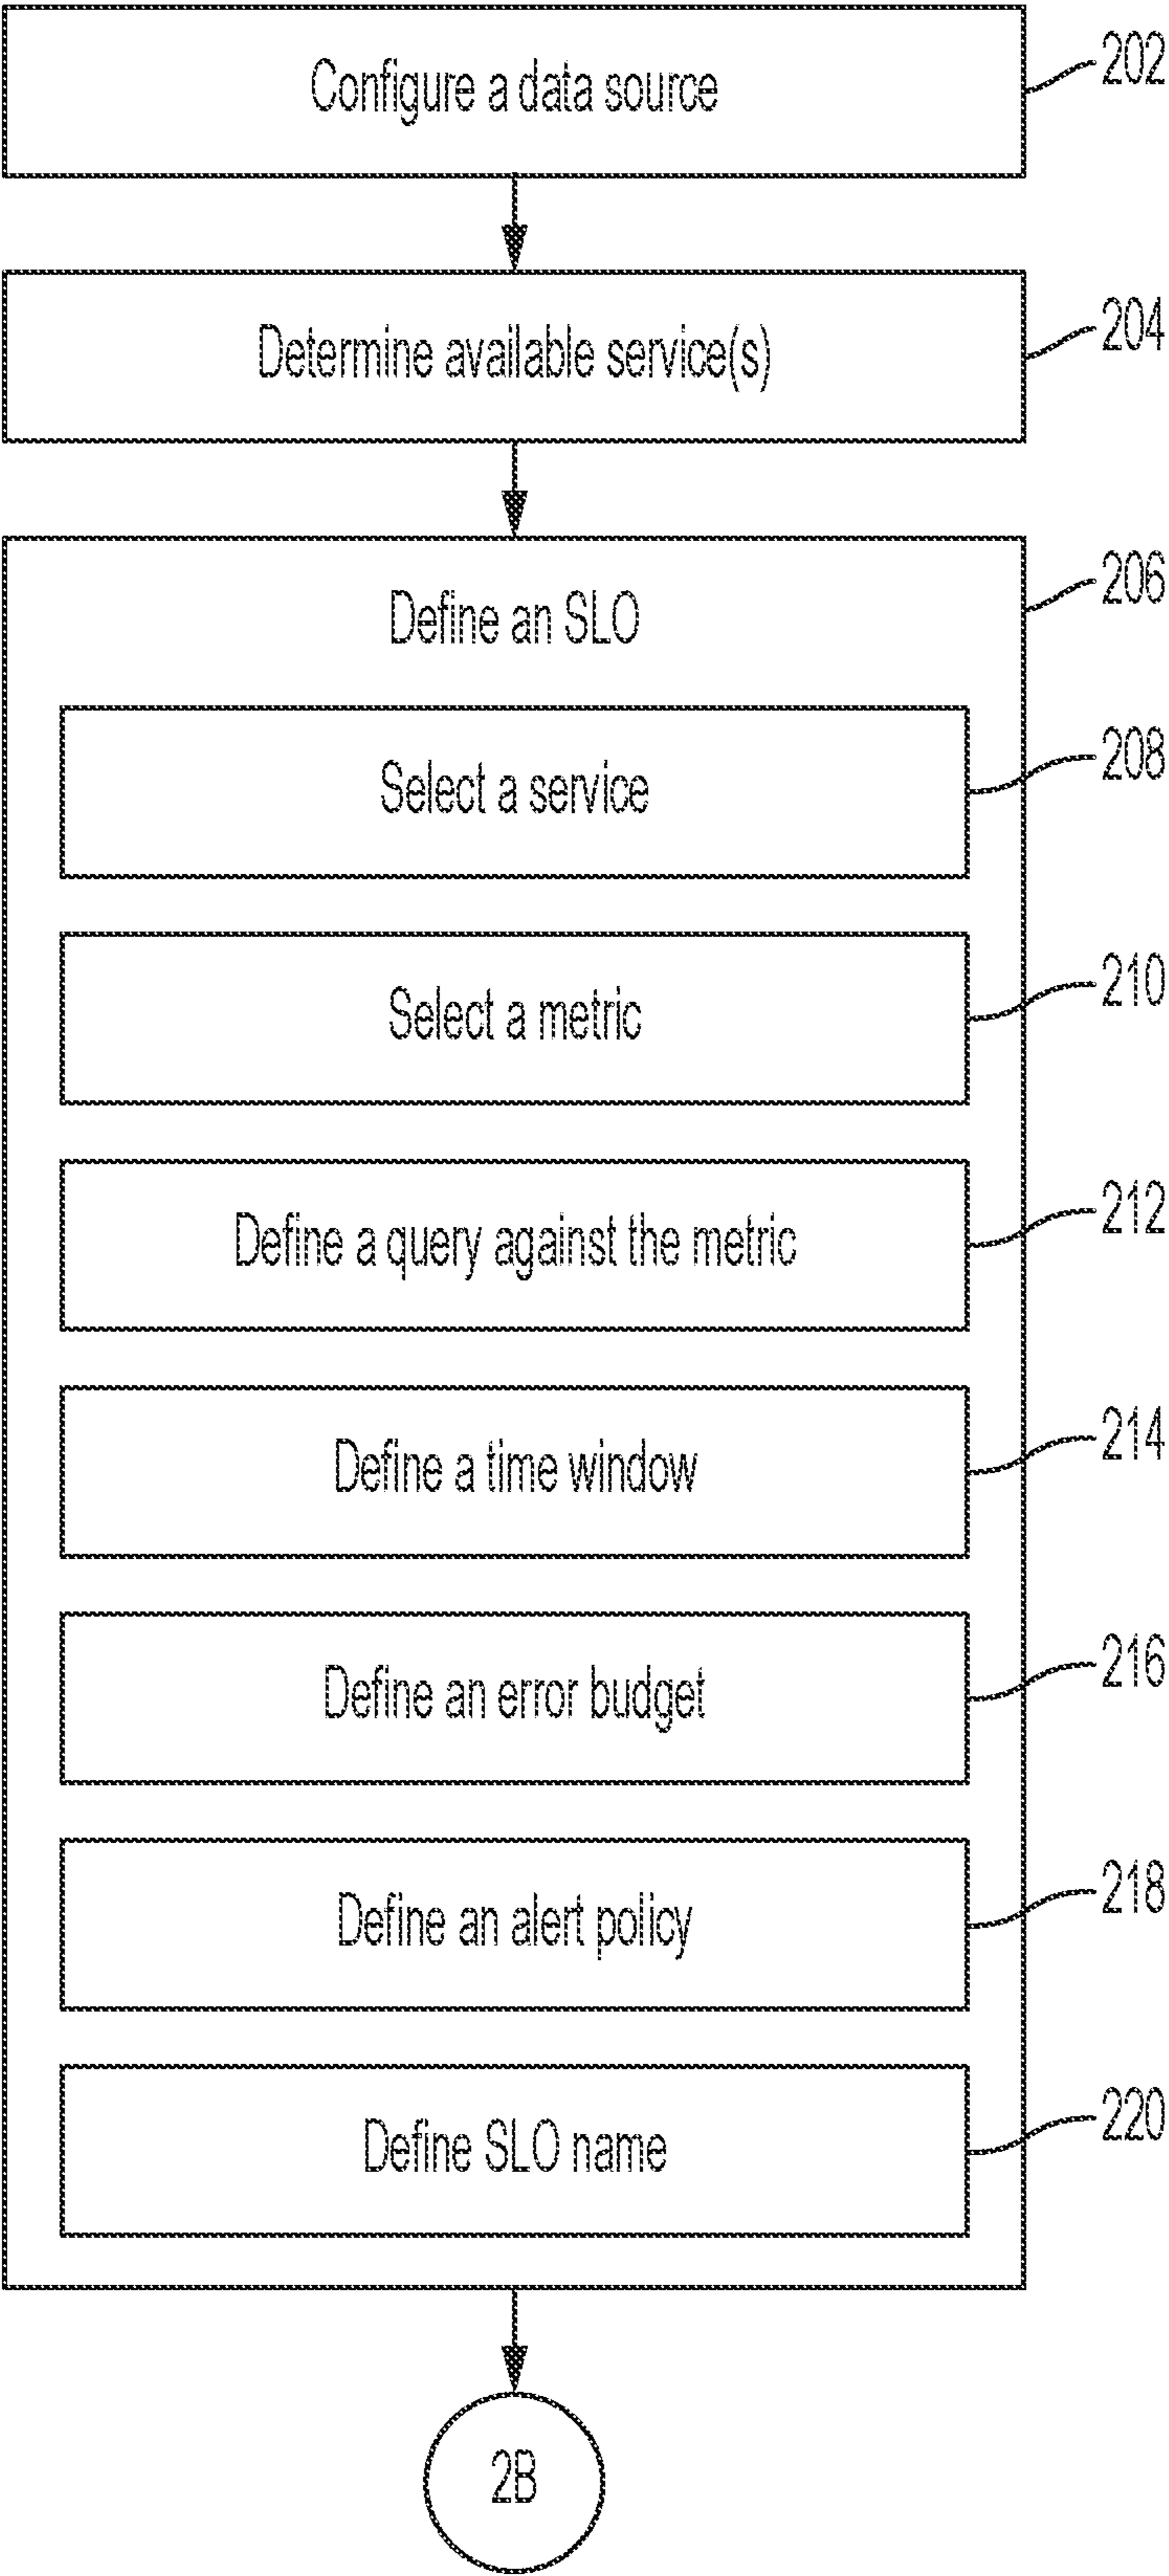 Configure a data source
202
Determine available service(s)
204
Define an SLO
206
Select a service
208
Select a metric
210
Define a query against the metric
212
Define a time window
214
Define an error budget
216
Define an alert policy
218
Define SLO name
220
2B